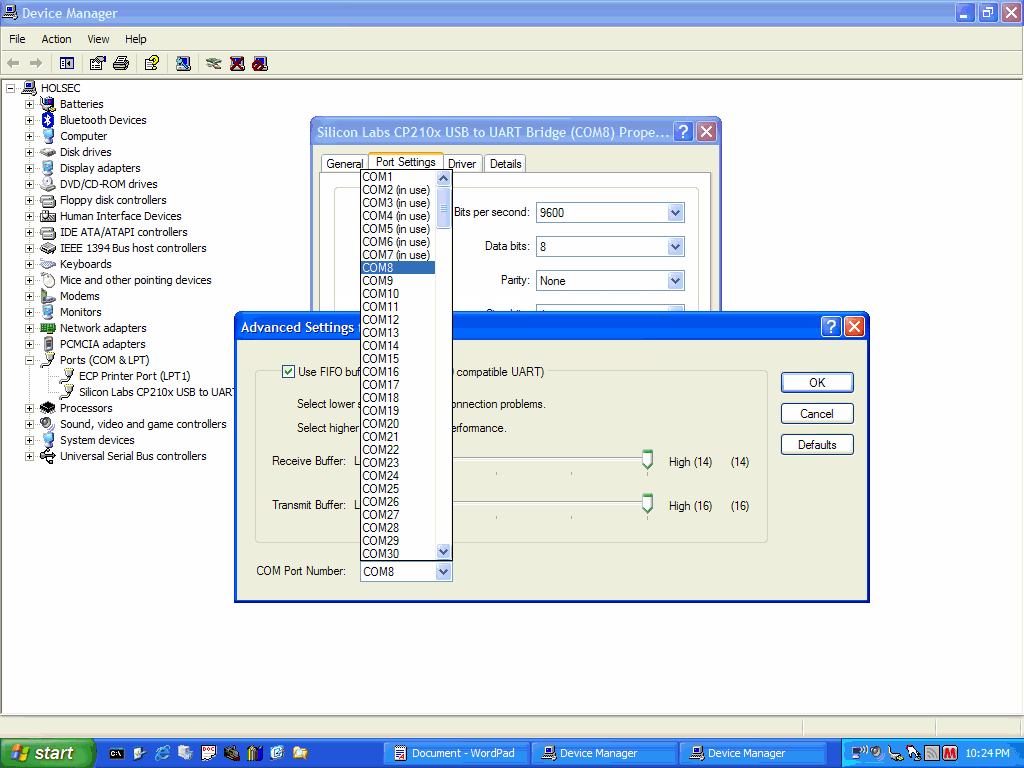 Device Manager
File Action View Help
HOLSEC
Batteries
Bluetooth Devices
Computer
Disk drives
Display adapters
DVD/CD-ROM drives
Floppy disk controllers
Human Interface Devices
IDE ATA/ATAPI controllers
IEEE 1394 Bus host controllers
Keyboards
Mice and other pointing devices
Modems
Monitors
Network adapters
PCMCIA adapters
Ports (COM & LPT)
ECP Printer Port (LPT1)
Silicon Labs CP210x USB to UART
Processors
Sound, video and game controllers
System devices
Universal Serial Bus controllers
Silicon Labs CP210x USB to UART Bridge (COM8) Prope...
General Port Settings Driver Details
Bits per second: 9600
Data bits: 8
Parity: None
Advanced Settings
Use FIFO buf
compatible UART)
Select lower
onnection problems.
Select higher
erformance.
Receive Buffer: L
High (14) (14)
Transmit Buffer: L
High (16) (16)
COM Port Number: COM8
OK
Cancel
Defaults
COM1
COM2 (in use)
COM3 (in use)
COM4 (in use)
COM5 (in use)
COM6 (in use)
COM7 (in use)
COM8
COM9
COM10
COM11
COM12
COM13
COM14
COM15
COM16
COM17
COM18
COM19
COM20
COM21
COM22
COM23
COM24
COM25
COM26
COM27
COM28
COM29
COM30
start
Document - WordPad
Device Manager
Device Manager
10:24 PM